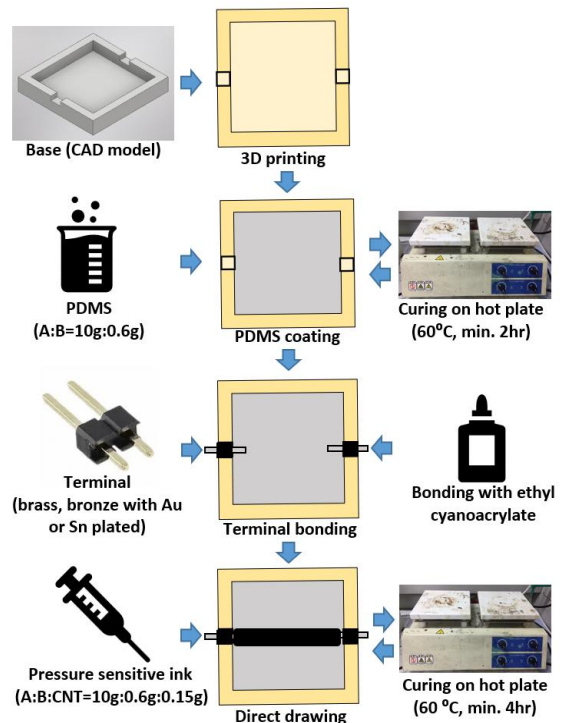 Base (CAD model)
3D printing
PDMS
(A:B=10g:0.6g)
PDMS coating
Curing on hot plate
(60⁰C, min. 2hr)
Terminal
(brass, bronze with Au
or Sn plated)
Terminal bonding
Bonding with ethyl
cyanoacrylate
Pressure sensitive ink
(A:B:CNT=10g:0.6g:0.15g)
Direct drawing
Curing on hot plate
(60 ⁰C, min. 4hr)